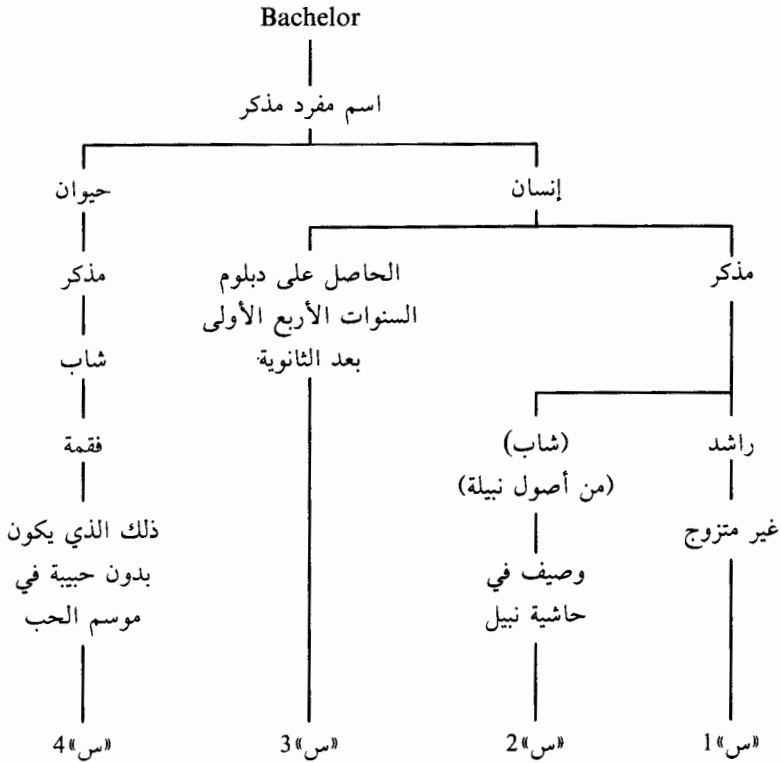 Bachelor
اسم مفرد مذكر
إنسان
حيوان
مذكر
الحاصل على دبلوم
السنوات الأربع الأولى
بعد الثانوية
مذكر
شاب
راشد
(شاب)
(من أصول نبيلة)
فقمة
غير متزوج
وصيف في
حاشية نبيل
ذلك الذي يكون
بدون حبيبة في
موسم الحب
«س» 1
«س» 2
«س» 3
«س» 4